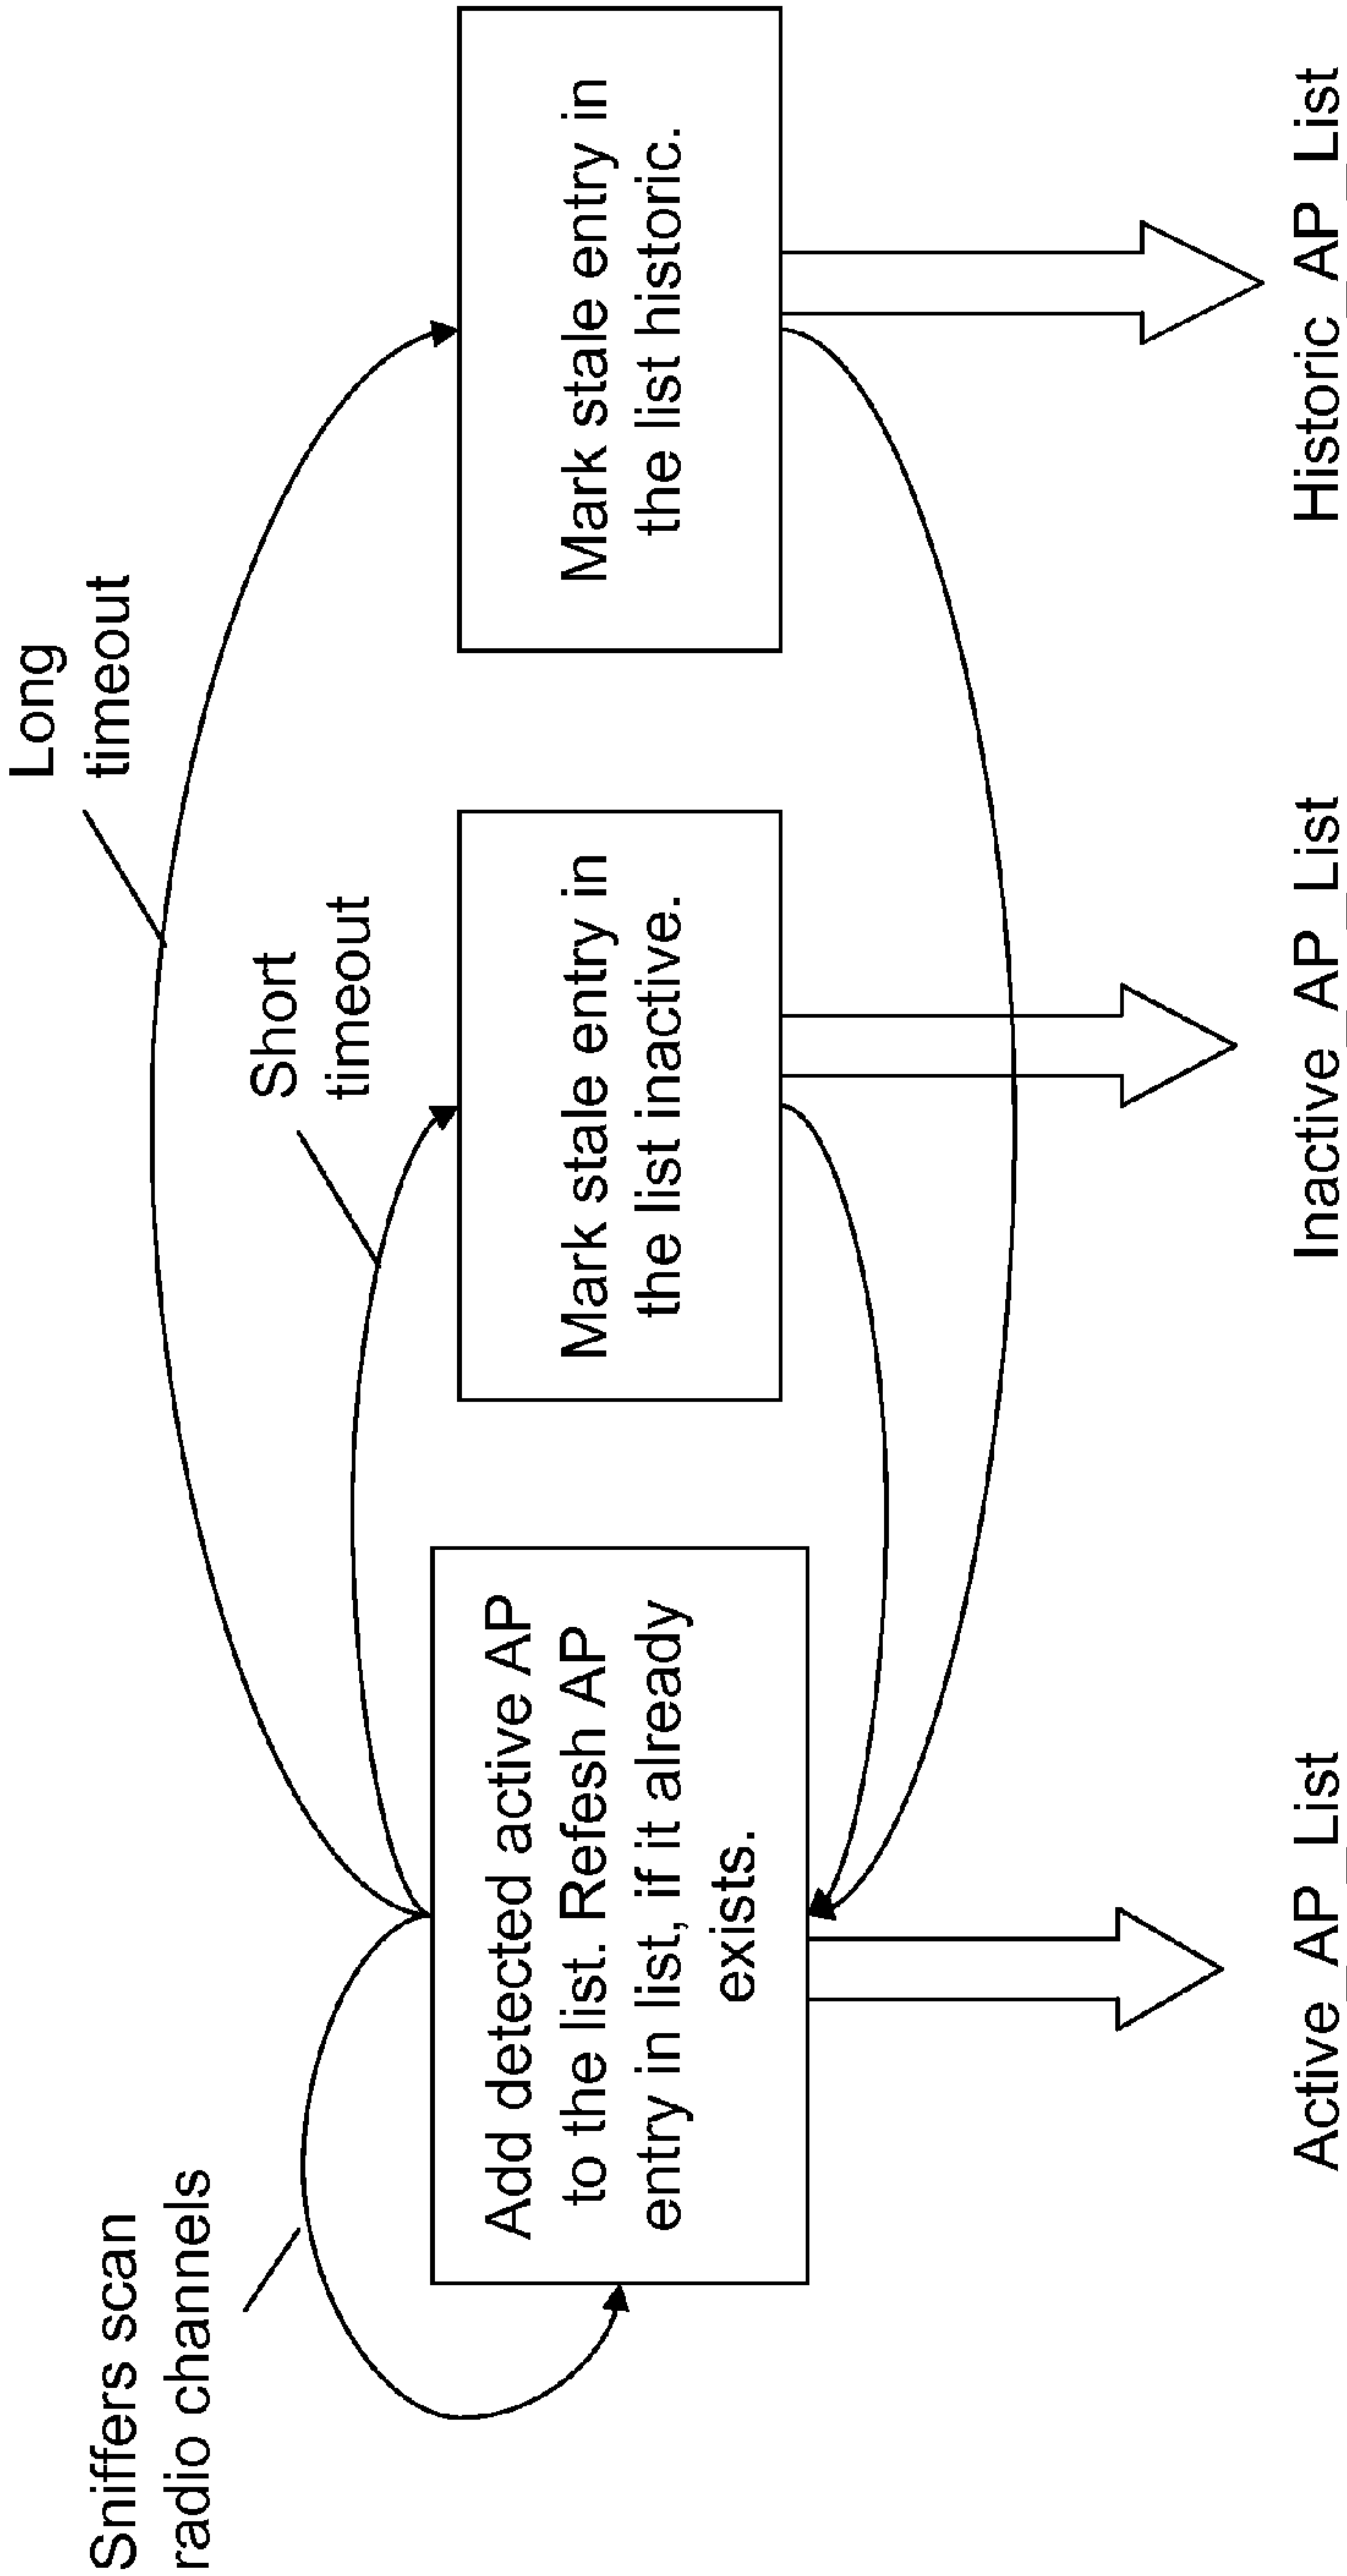 Sniffers scan
radio channels
Long
timeout
Short
timeout
Add detected active AP
to the list. Refesh AP
entry in list, if it already
exists.
Mark stale entry in
the list inactive.
Mark stale entry in
the list historic.
Active_AP_List
Inactive_AP_List
Historic_AP_List